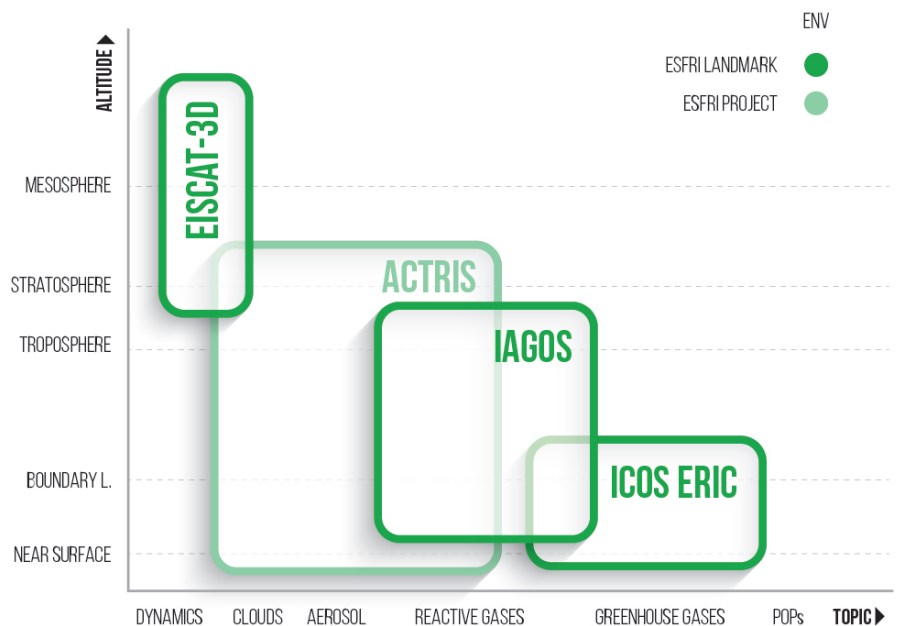 ENV
ESFRI LANDMARK
ESFRI PROJECT
ALTITUDE
MESOSPHERE
STRATOSPHERE
TROPOSPHERE
BOUNDARY L.
NEAR SURFACE
EISCAT-3D
ACTRIS
IAGOS
ICOS ERIC
DYNAMICS CLOUDS AEROSOL REACTIVE GASES GREENHOUSE GASES POPs TOPIC